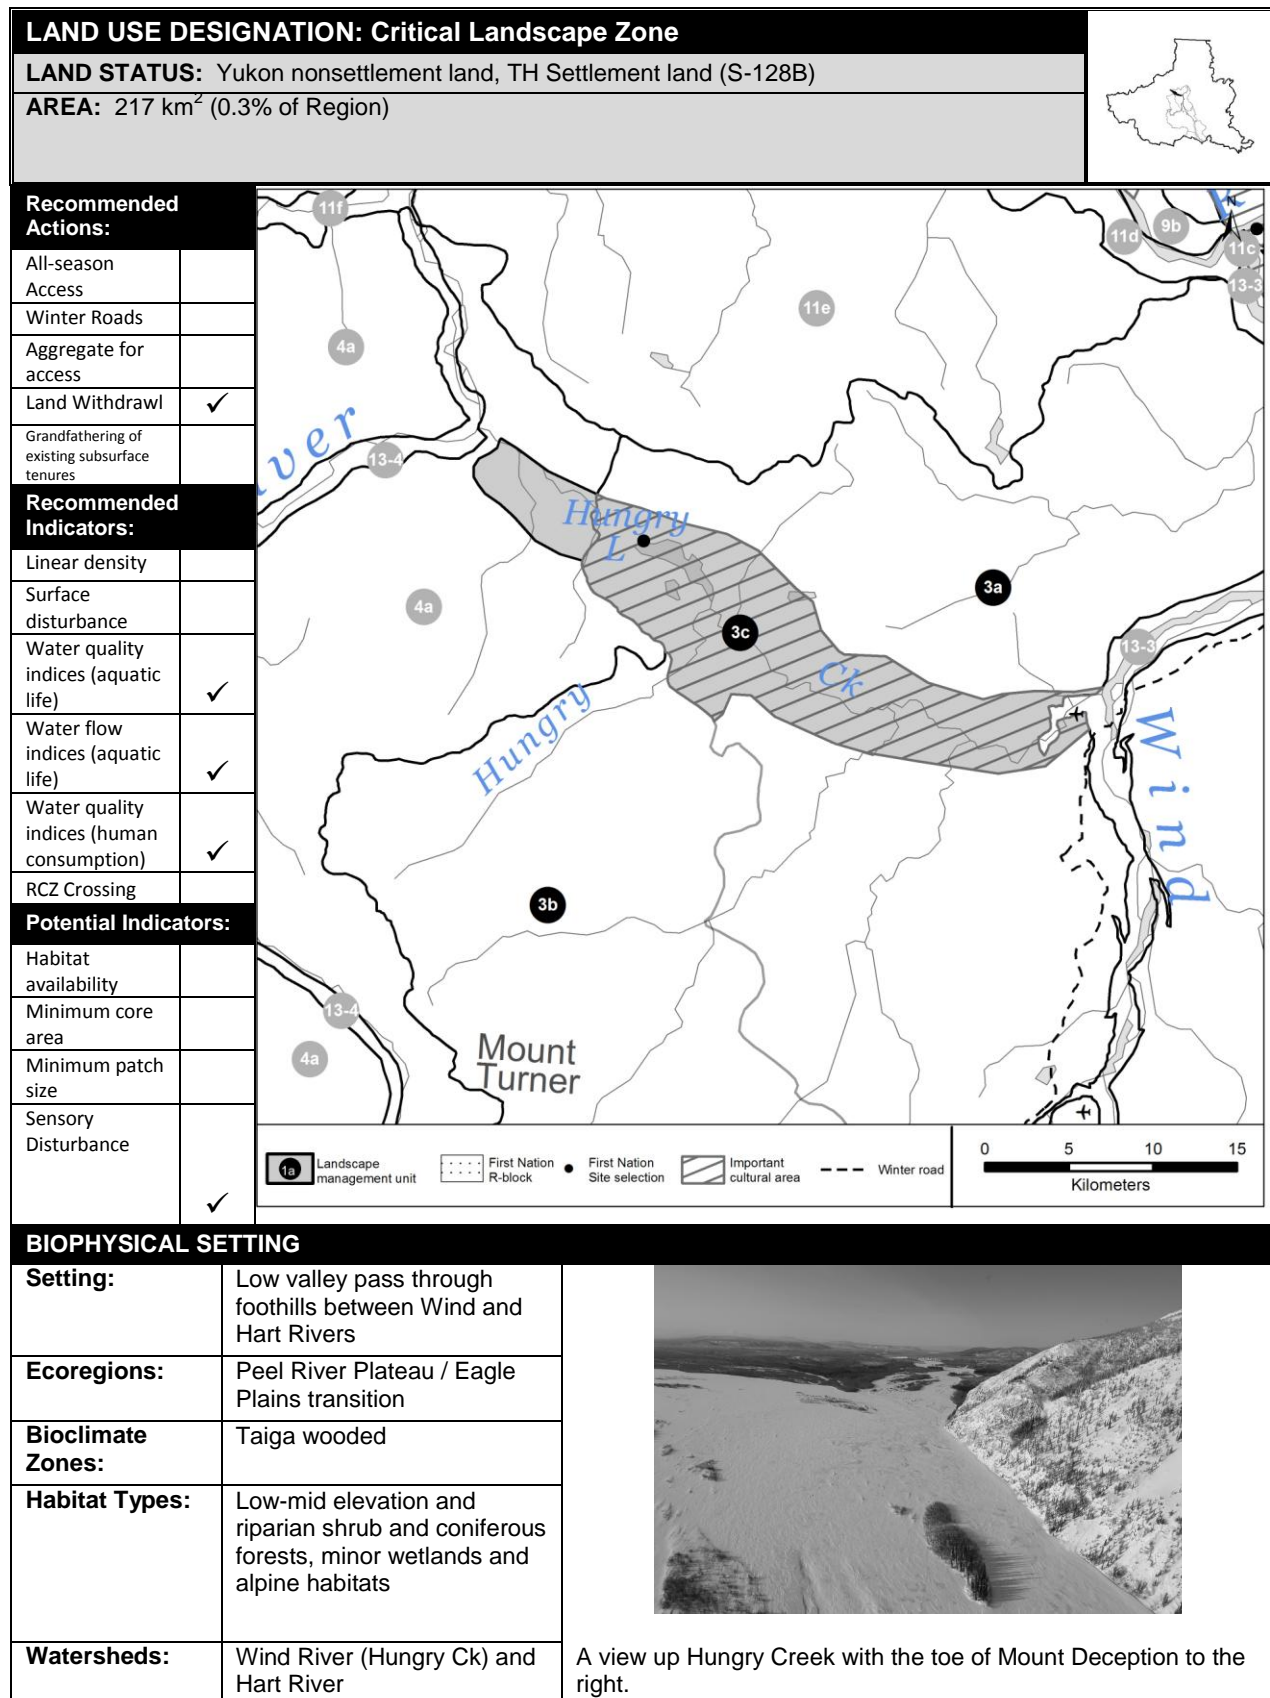 LAND USE DESIGNATION: Critical Landscape Zone
LAND STATUS: Yukon nonsettlement land, TH Settlement land (S-128B)
AREA: 217 km2 (0.3% of Region)
Recommended
Actions:
All-season
Access
Winter Roads
Aggregate for
access
Land Withdrawl ✓
Grandfathering of
existing subsurface
tenures
Recommended
Indicators:
Linear density
Surface
disturbance
Water quality
indices (aquatic
life) ✓
Water flow
indices (aquatic
life) ✓
Water quality
indices (human
consumption) ✓
RCZ Crossing
Potential Indicators:
Habitat
availability
Minimum core
area
Minimum patch
size
Sensory
Disturbance
✓
11f
4a
11e
11d
9b
N
11c
13-3
ver
13-4
Hungry
L
4a
3a
3c
13-3
Ck
Hungry
Wind
3b
13-4
4a
Mount
Turner
1a
Landscape
management unit
First Nation
R-block
First Nation
Site selection
Important
cultural area
Winter road
0 5 10 15
Kilometers
BIOPHYSICAL SETTING
Setting: Low valley pass through
foothills between Wind and
Hart Rivers
Ecoregions: Peel River Plateau / Eagle
Plains transition
Bioclimate
Zones: Taiga wooded
Habitat Types: Low-mid elevation and
riparian shrub and coniferous
forests, minor wetlands and
alpine habitats
Watersheds: Wind River (Hungry Ck) and
Hart River
A view up Hungry Creek with the toe of Mount Deception to the
right.